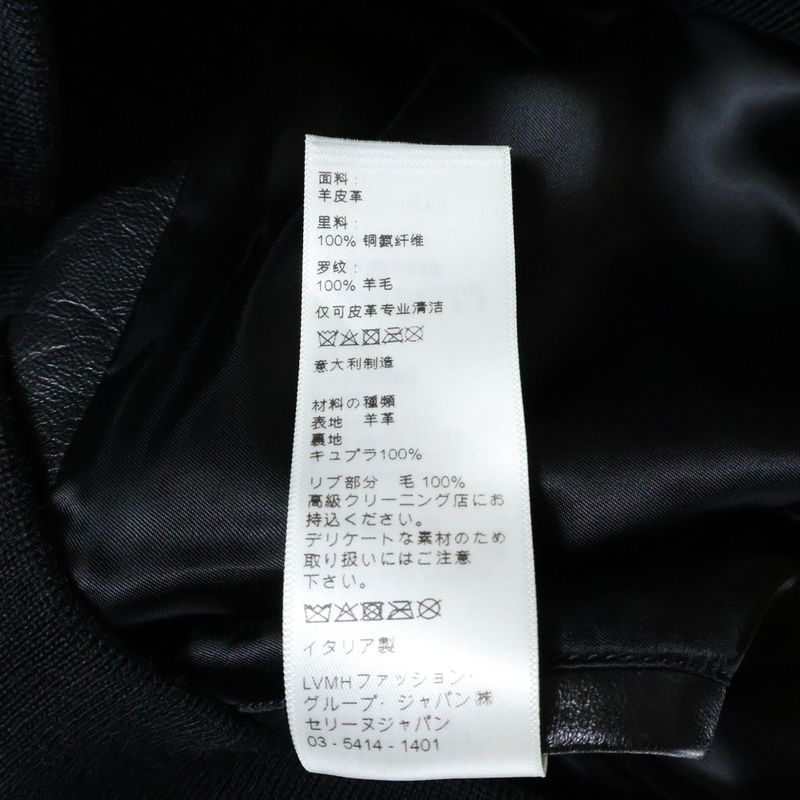 面料:
羊皮革
里料:
100% 铜氨纤维
罗纹:
100% 羊毛
仅可皮革专业清洁
意大利制造
材料の種類
表地 羊革
裏地
キュプラ100%
リブ部分 毛 100%
高級クリーニング店にお
持込ください。
デリケートな素材のため
取り扱いにはご注意
下さい。
イタリア製
LVMHファッション・
グループ・ジャパン㈱
セリーヌジャパン
03 - 5414 - 1401